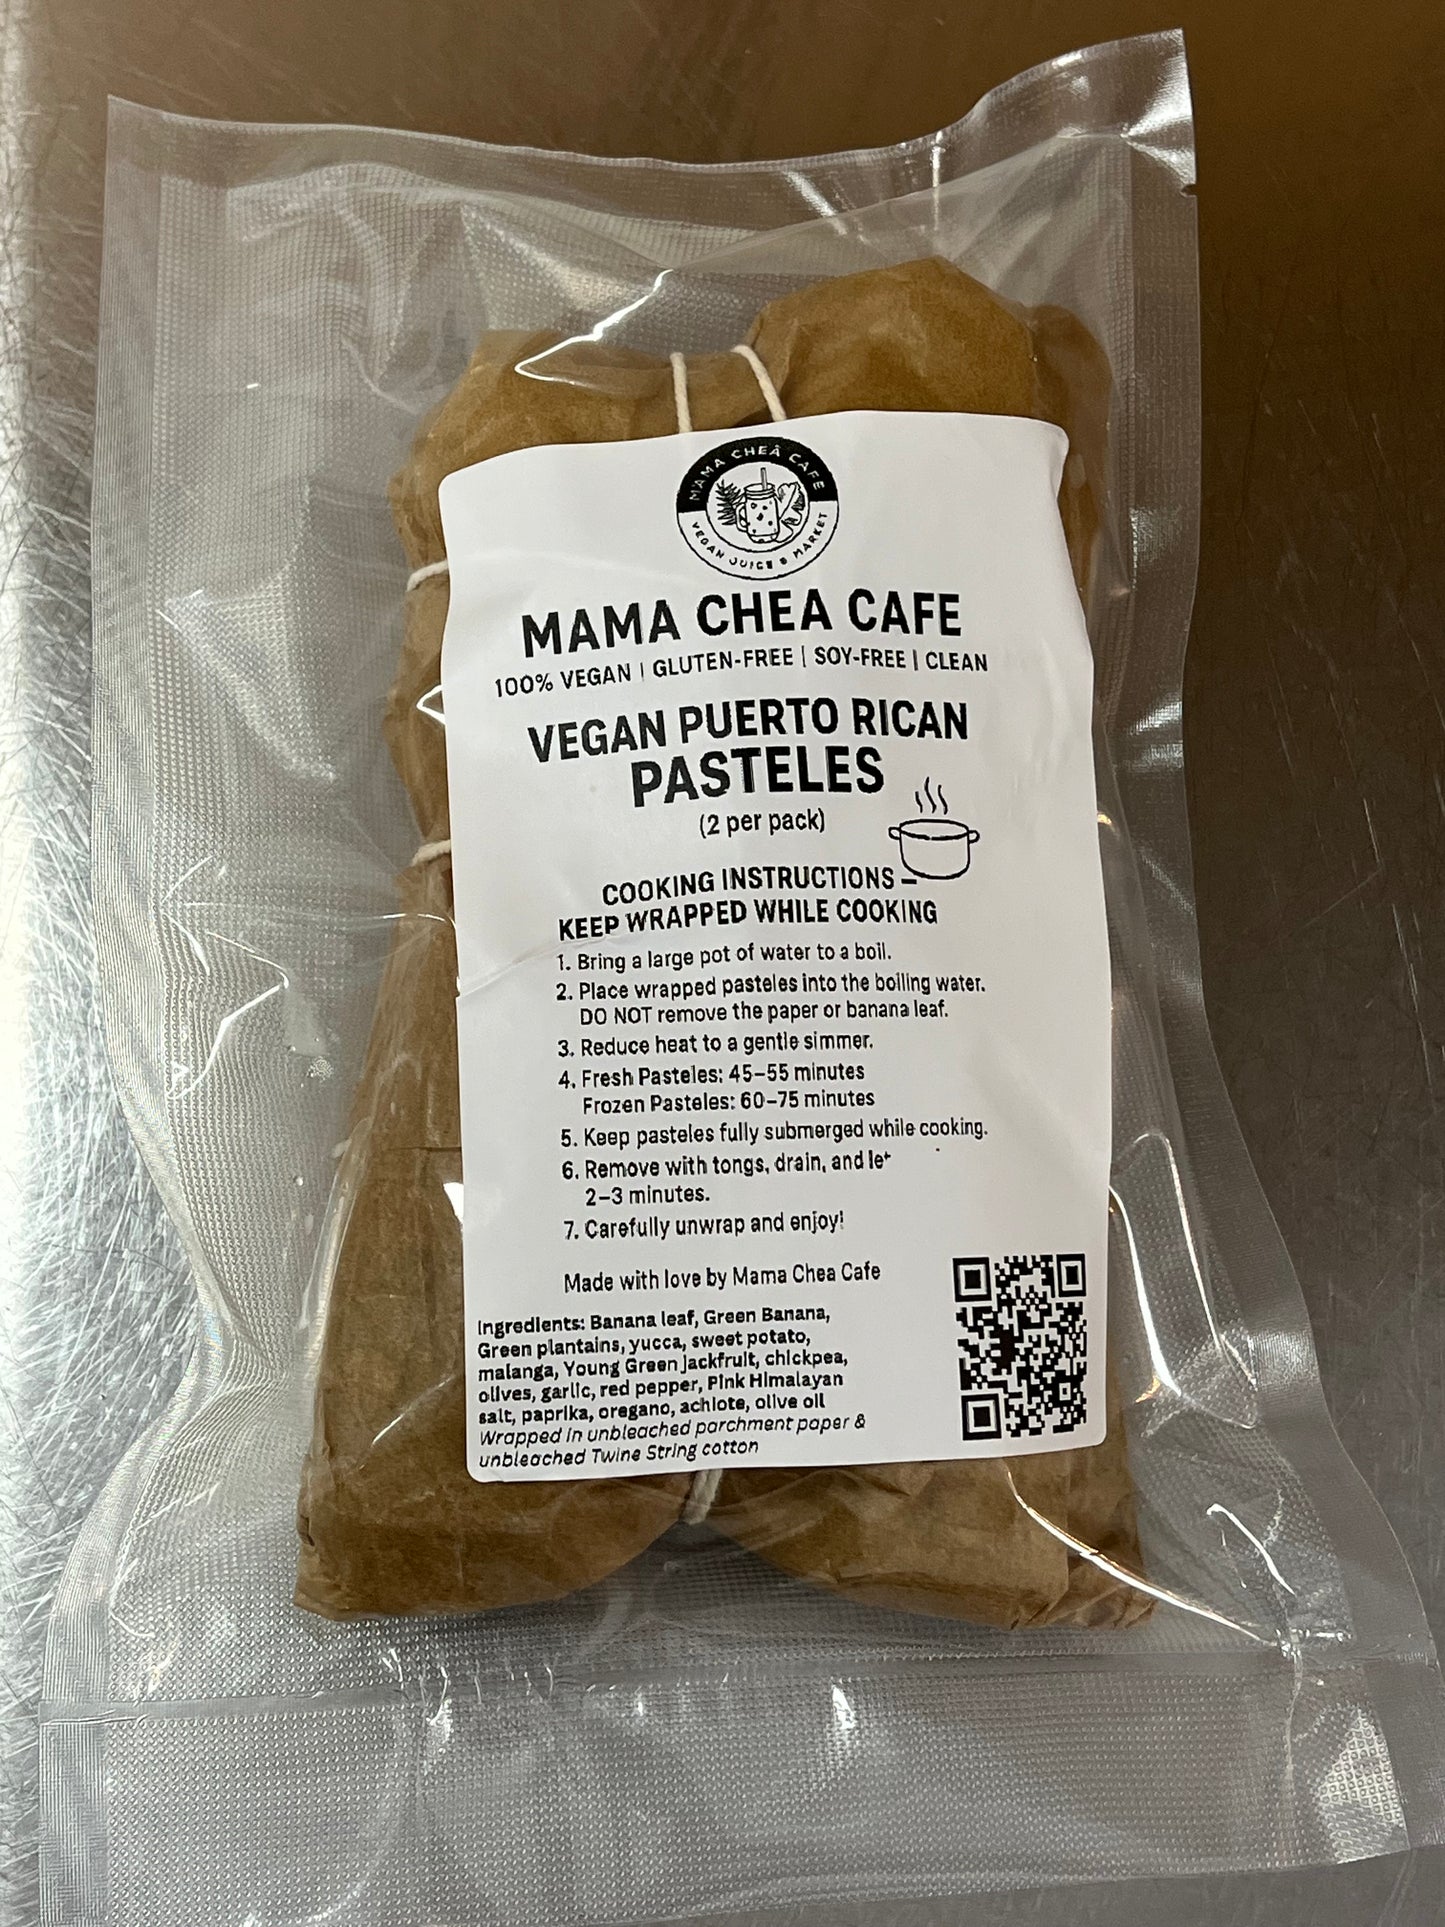 MAMA CHEA CAFE
VEGAN JUICE & MARKET
MAMA CHEA CAFE
100% VEGAN | GLUTEN-FREE | SOY-FREE | CLEAN
VEGAN PUERTO RICAN
PASTELES
(2 per pack)
COOKING INSTRUCTIONS –
KEEP WRAPPED WHILE COOKING
1. Bring a large pot of water to a boil.
2. Place wrapped pasteles into the boiling water.
DO NOT remove the paper or banana leaf.
3. Reduce heat to a gentle simmer.
4. Fresh Pasteles: 45–55 minutes
Frozen Pasteles: 60–75 minutes
5. Keep pasteles fully submerged while cooking.
6. Remove with tongs, drain, and
2–3 minutes.
7. Carefully unwrap and enjoy!
Made with love by Mama Chea Cafe
Ingredients: Banana leaf, Green Banana,
Green plantains, yucca, sweet potato,
malanga, Young Green jackfruit, chickpea,
olives, garlic, red pepper, Pink Himalayan
salt, paprika, oregano, achiote, olive oil
Wrapped in unbleached parchment paper &
unbleached Twine String cotton